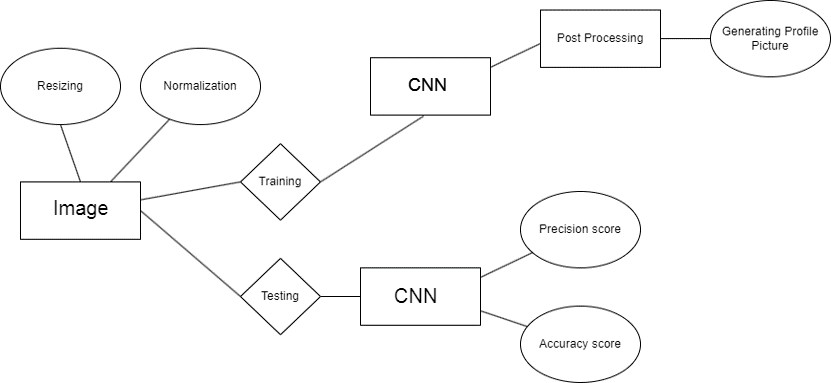 Resizing
Normalization
Image
Training
CNN
Post Processing
Generating Profile
Picture
Testing
CNN
Precision score
Accuracy score